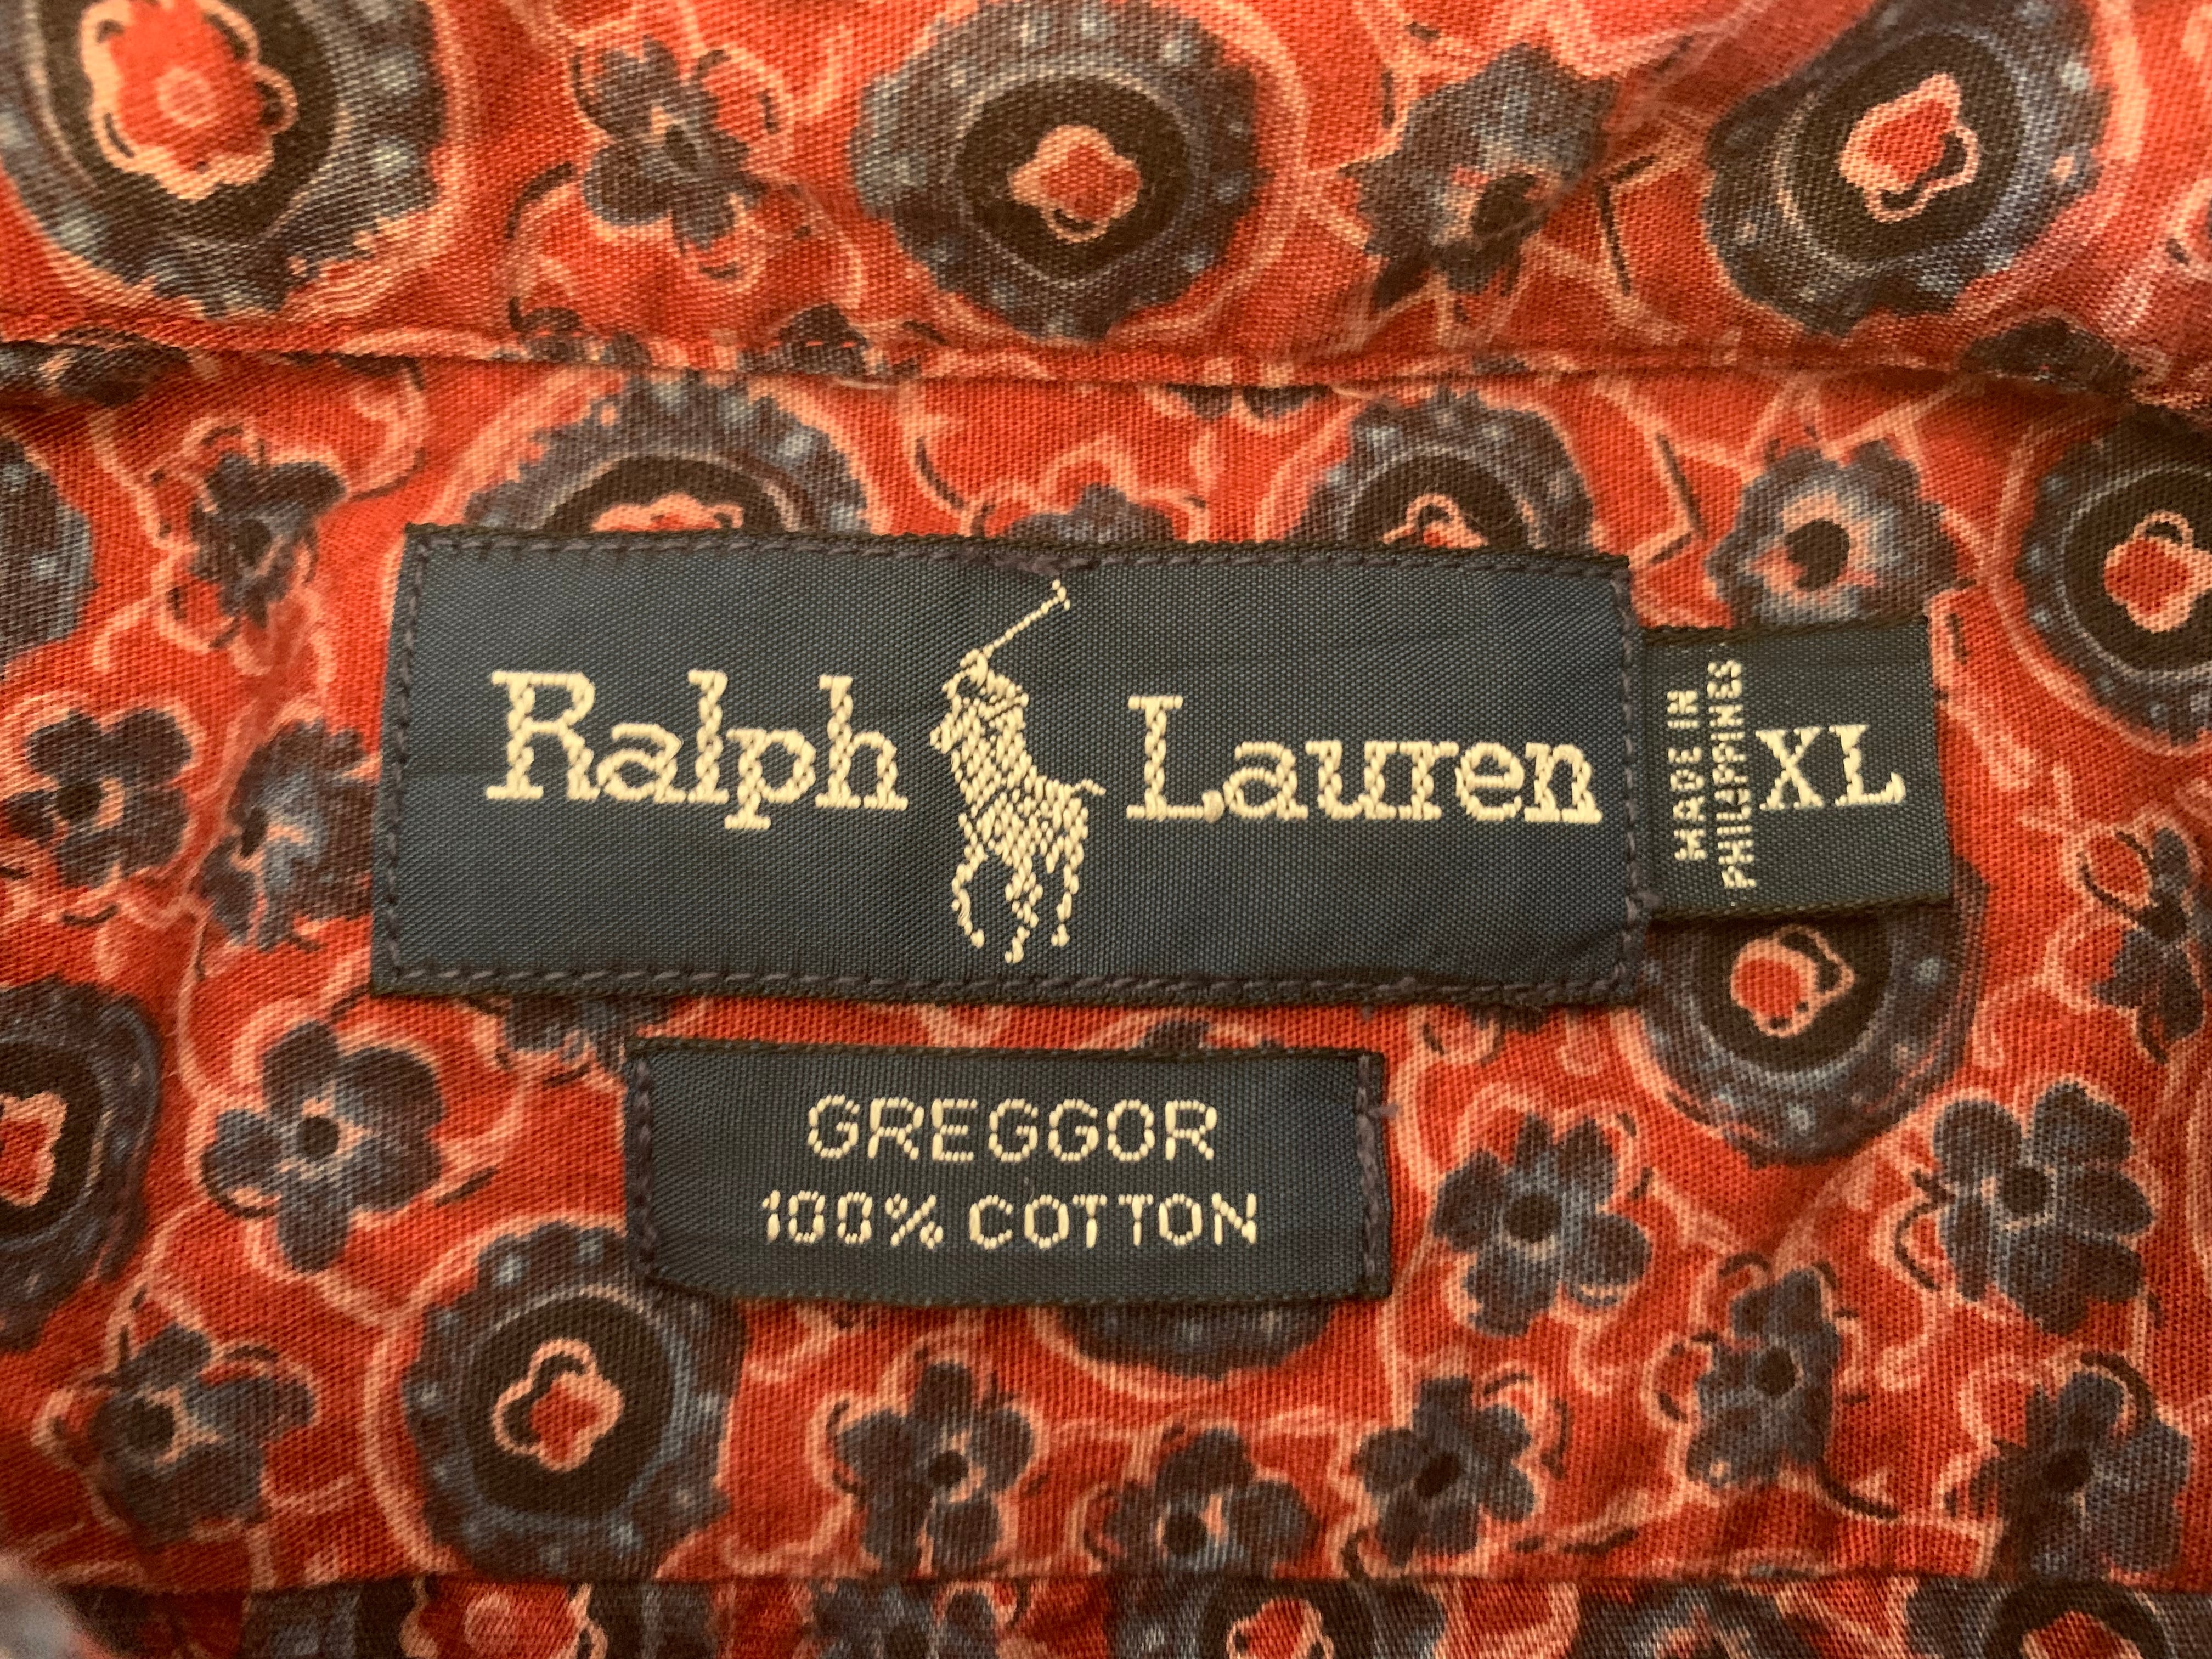 Ralph Lauren
MADE IN
PHILIPPINES
XL
GREGGOR
100% COTTON